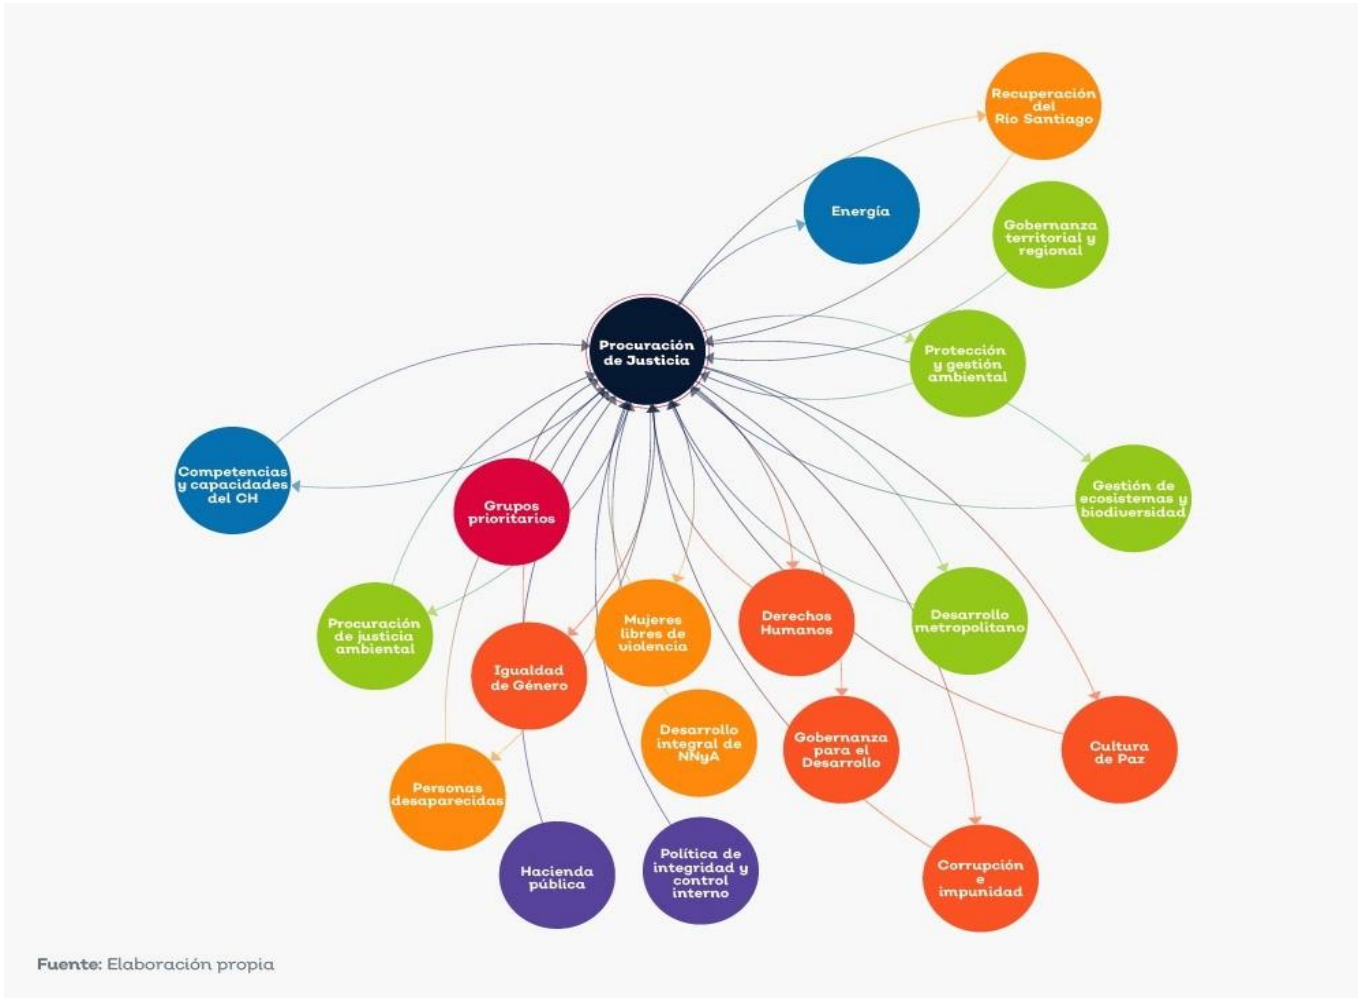 Recuperación
del
Río Santiago
Energía
Gobernanza
territorial y
regional
Procuración
de Justicia
Protección
y gestión
ambiental
Competencias
y capacidades
del CH
Grupos
prioritarios
Gestión de
ecosistemas y
biodiversidad
Procuración
de justicia
ambiental
Mujeres
libres de
violencia
Derechos
Humanos
Desarrollo
metropolitano
Igualdad
de Género
Desarrollo
integral de
NNyA
Gobernanza
para el
Desarrollo
Cultura
de Paz
Personas
desaparecidas
Hacienda
pública
Política de
integridad y
control
interno
Corrupción
e
impunidad
Fuente: Elaboración propia